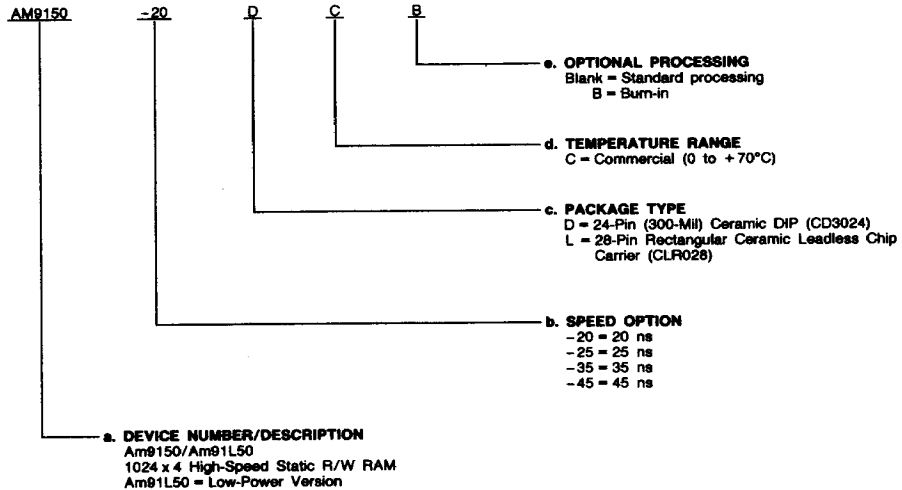 AM9150 -20 D C B
e. OPTIONAL PROCESSING
Blank = Standard processing
B = Burn-in
d. TEMPERATURE RANGE
C = Commercial (0 to +70°C)
c. PACKAGE TYPE
D = 24-Pin (300-Mil) Ceramic DIP (CD3024)
L = 28-Pin Rectangular Ceramic Leadless Chip
Carrier (CLR028)
b. SPEED OPTION
-20 = 20 ns
-25 = 25 ns
-35 = 35 ns
-45 = 45 ns
a. DEVICE NUMBER/DESCRIPTION
Am9150/Am91L50
1024 x 4 High-Speed Static R/W RAM
Am91L50 = Low-Power Version